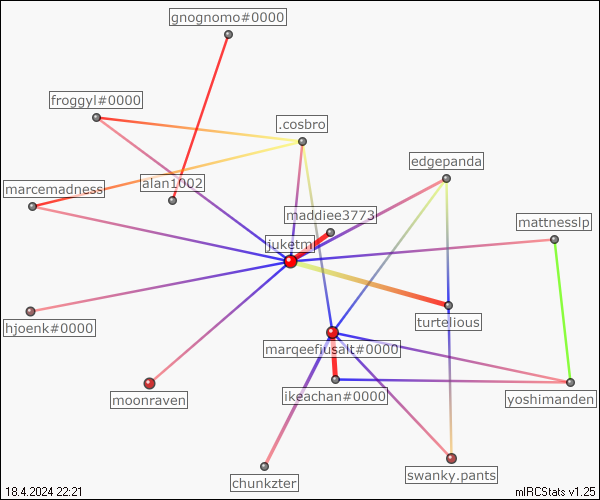 gnognomo#0000
froggyl#0000
.cosbro
edgepanda
marcemadness
alan1002
maddiee3773
mattnesslp
juketm
hjoenk#0000
turtelious
marqeefiusalt#0000
moonraven
ikeachan#0000
yoshimanden
chunkzter
swanky.pants
18.4.2024 22:21
mIRCStats v1.25